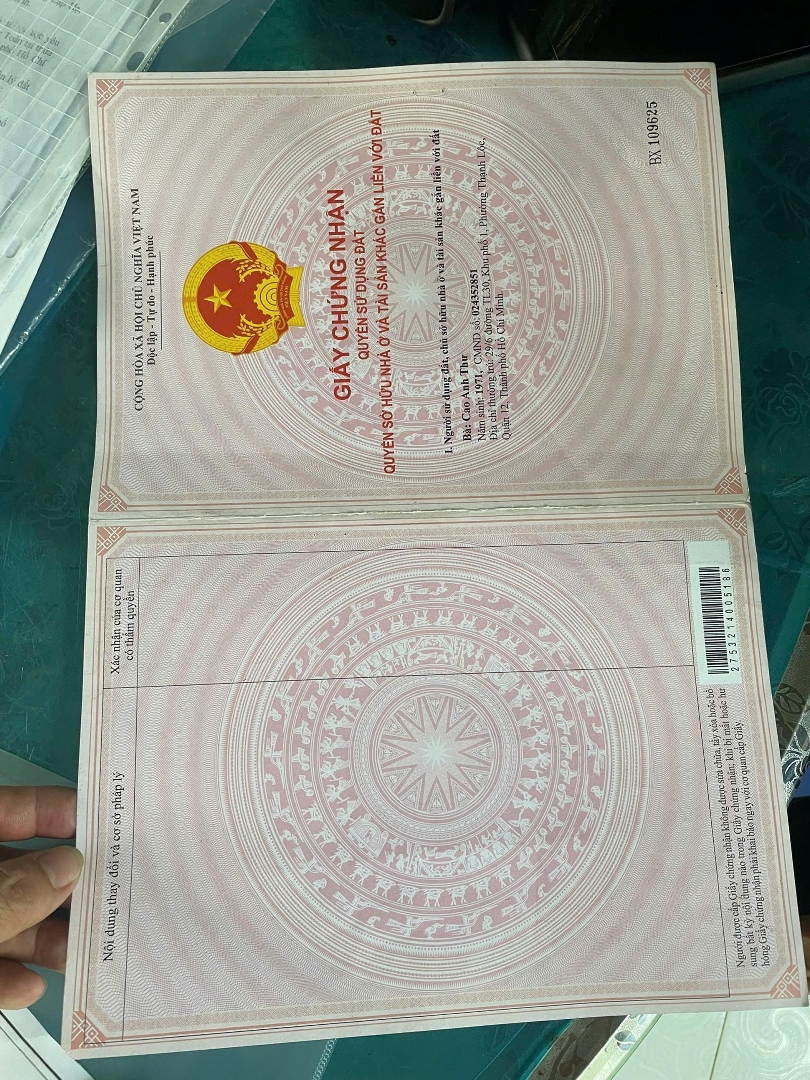 CỘNG HÒA XÃ HỘI CHỦ NGHĨA VIỆT NAM
Độc lập - Tự do - Hạnh phúc
GIẤY CHỨNG NHẬN
QUYỀN SỬ DỤNG ĐẤT
QUYỀN SỞ HỮU NHÀ Ở VÀ TÀI SẢN KHÁC GẮN LIỀN VỚI ĐẤT
I. Người sử dụng đất, chủ sở hữu nhà ở và tài sản khác gắn liền với đất
Bà: Cao Anh Thư
Năm sinh: 1971, CMND số: 024352851
Địa chỉ thường trú: 29/6 đường TL30, Khu phố 1, Phường Thạnh Lộc,
Quận 12, Thành phố Hồ Chí Minh
BX 109625
Nội dung thay đổi và cơ sở pháp lý
Xác nhận của cơ quan
có thẩm quyền
Người được cấp Giấy chứng nhận không được sửa chữa, tẩy xóa hoặc bổ
sung bất kỳ nội dung nào trong Giấy chứng nhận; khi bị mất hoặc hư
hỏng Giấy chứng nhận phải khai báo ngay với cơ quan cấp Giấy.
2753214005186